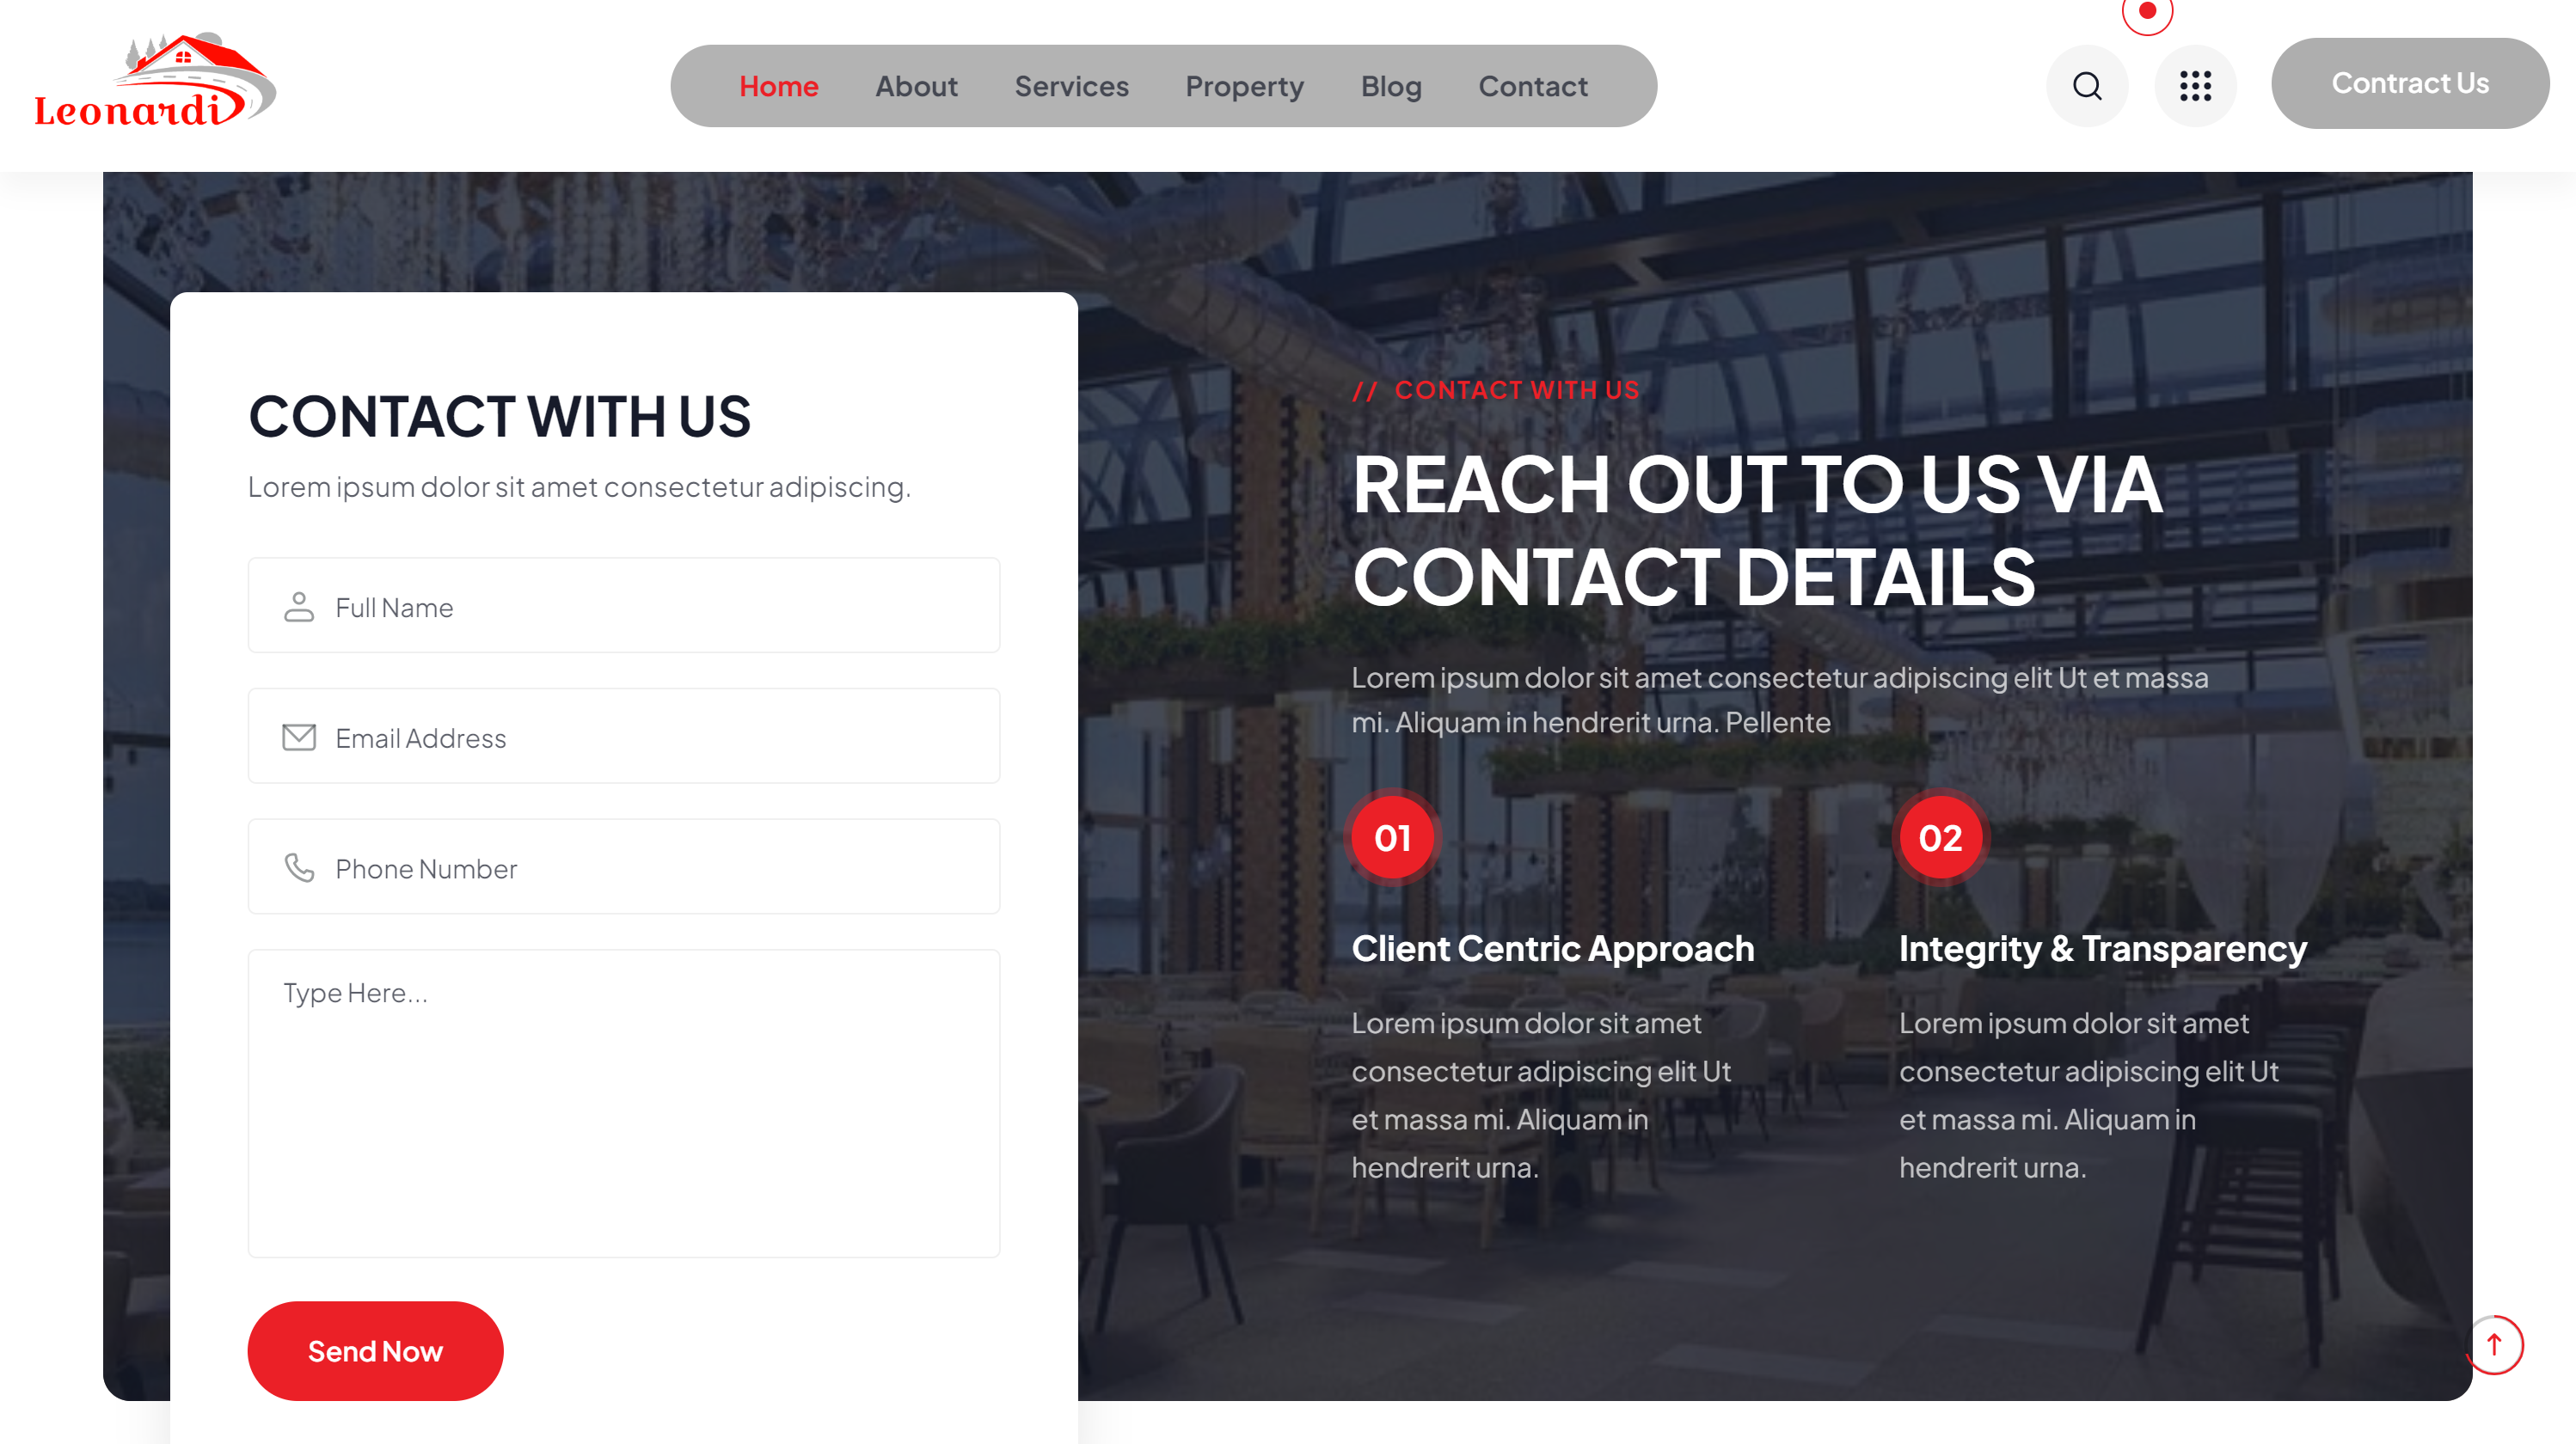 Leonardi
Home About Services Property Blog Contact
Contract Us
CONTACT WITH US
Lorem ipsum dolor sit amet consectetur adipiscing.
Full Name
Email Address
Phone Number
Type Here...
Send Now
// CONTACT WITH US
REACH OUT TO US VIA
CONTACT DETAILS
Lorem ipsum dolor sit amet consectetur adipiscing elit Ut et massa
mi. Aliquam in hendrerit urna. Pellente
01
Client Centric Approach
Lorem ipsum dolor sit amet
consectetur adipiscing elit Ut
et massa mi. Aliquam in
hendrerit urna.
02
Integrity & Transparency
Lorem ipsum dolor sit amet
consectetur adipiscing elit Ut
et massa mi. Aliquam in
hendrerit urna.